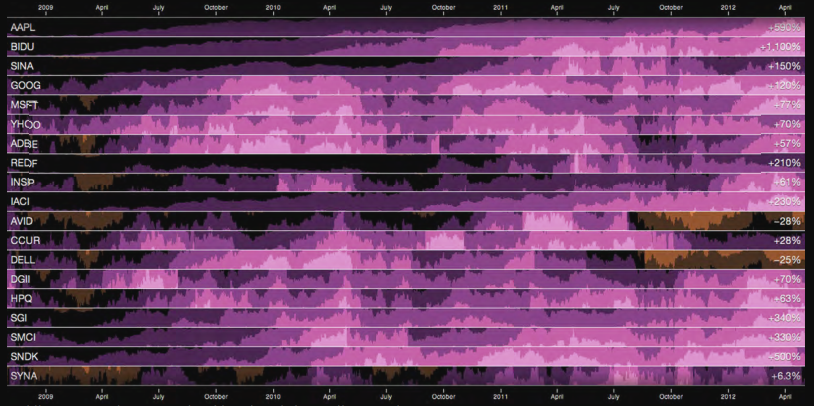 2009 April July October 2010 April July October 2011 April July October 2012 April
AAPL +590%
BIDU +1,100%
SINA +150%
GOOG +120%
MSFT +77%
YHOO +70%
ADBE +57%
REDF +210%
INSP +61%
IACI +230%
AVID −28%
CCUR +28%
DELL −25%
DGII +70%
HPQ +63%
SGI +340%
SMCI +330%
SNDK +500%
SYNA +6.3%
2009 April July October 2010 April July October 2011 April July October 2012 April